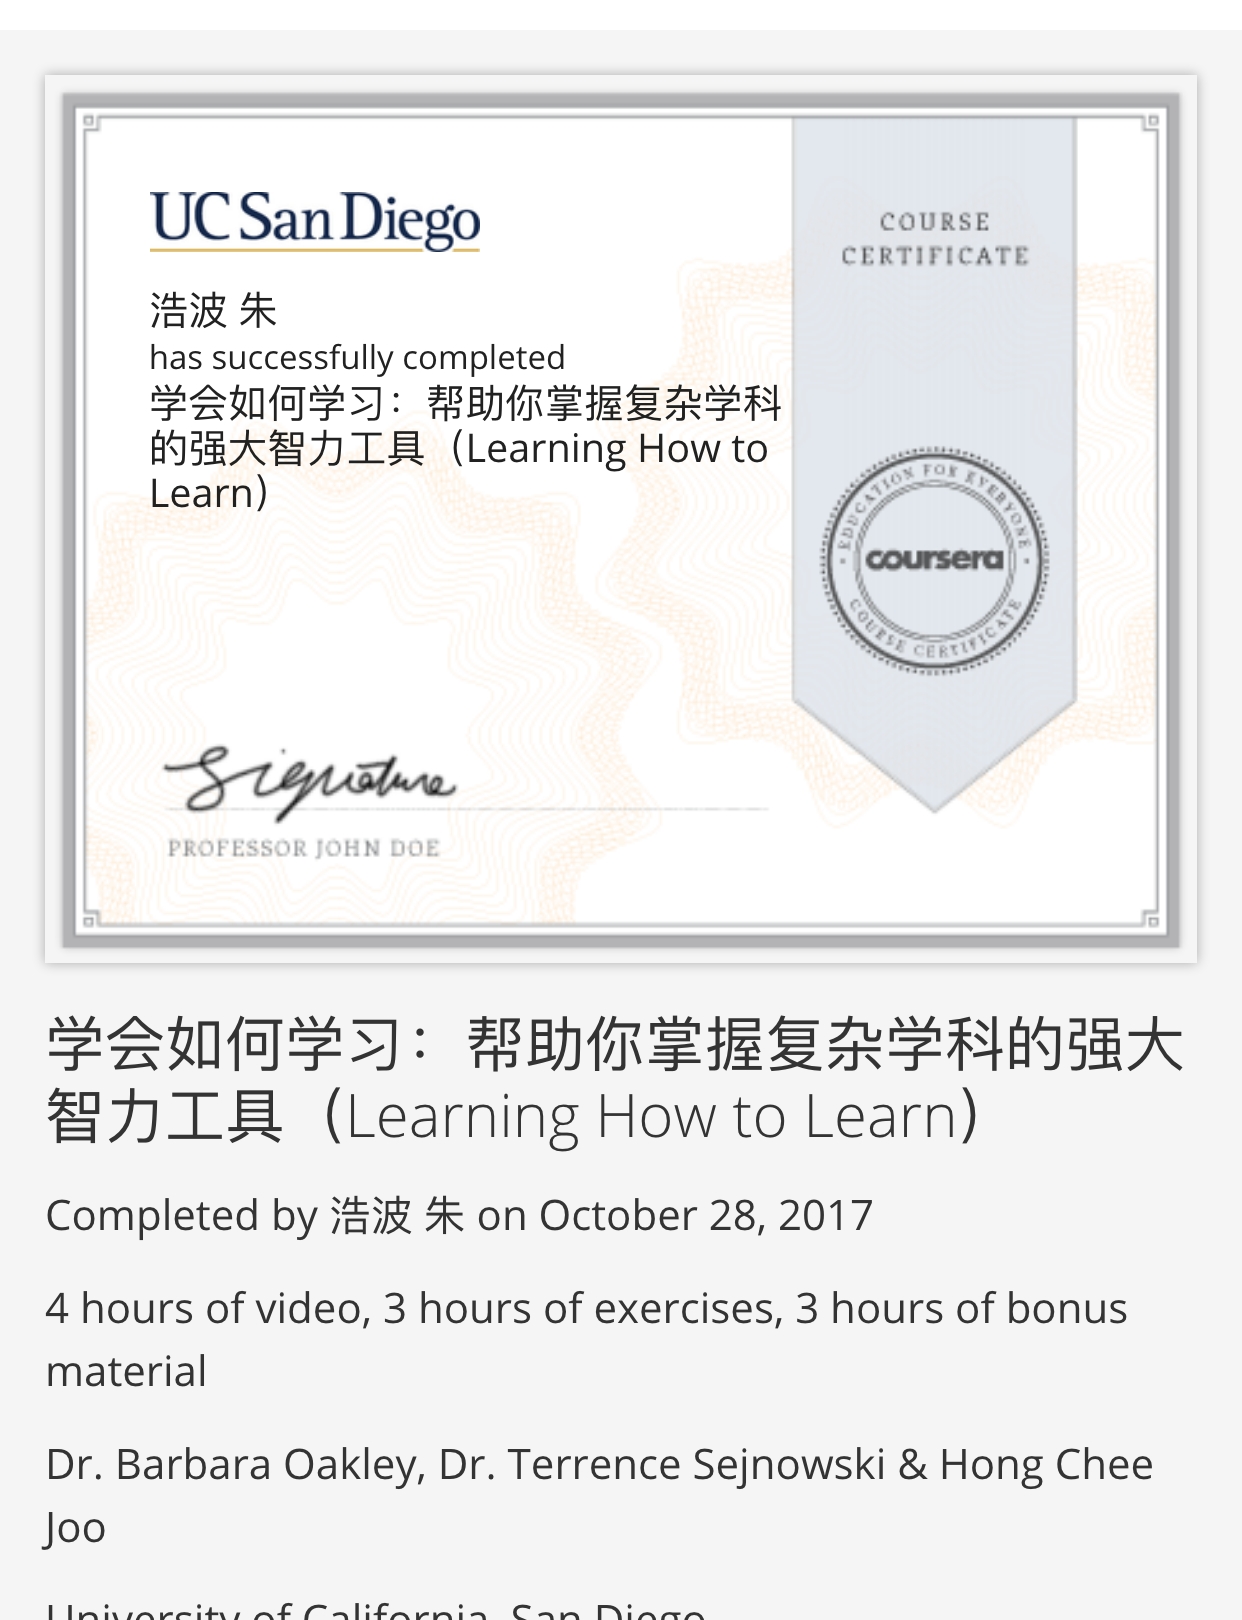 UC San Diego
浩波 朱
has successfully completed
学会如何学习：帮助你掌握复杂学科
的强大智力工具（Learning How to
Learn）
COURSE
CERTIFICATE
EDUCATION FOR EVERYONE
coursera
COURSE CERTIFICATE
Signature
PROFESSOR JOHN DOE
学会如何学习：帮助你掌握复杂学科的强大
智力工具（Learning How to Learn）
Completed by 浩波 朱 on October 28, 2017
4 hours of video, 3 hours of exercises, 3 hours of bonus
material
Dr. Barbara Oakley, Dr. Terrence Sejnowski & Hong Chee
Joo
University of California, San Diego